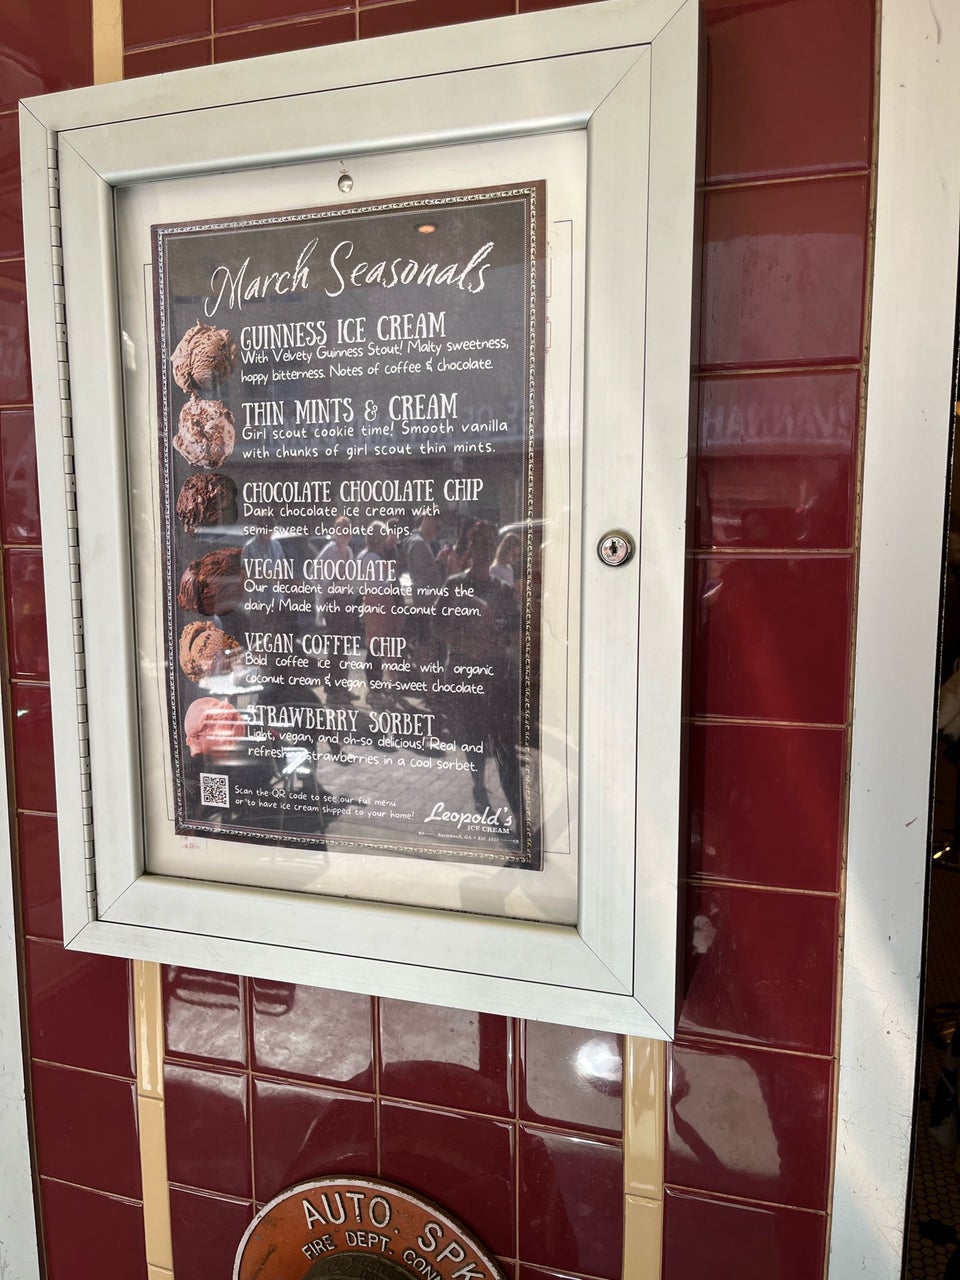 March Seasonals
GUINNESS ICE CREAM
With Velvety Guinness Stout! Malty sweetness,
hoppy bitterness. Notes of coffee & chocolate.
THIN MINTS & CREAM
Girl scout cookie time! Smooth vanilla
with chunks of girl scout thin mints.
CHOCOLATE CHOCOLATE CHIP
Dark chocolate ice cream with
semi-sweet chocolate chips.
VEGAN CHOCOLATE
Our decadent dark chocolate minus the
dairy! Made with organic coconut cream.
VEGAN COFFEE CHIP
Bold coffee ice cream made with organic
coconut cream & vegan semi-sweet chocolate.
STRAWBERRY SORBET
Light, vegan, and oh-so delicious! Real and
refreshing strawberries in a cool sorbet.
Scan the QR code to see our full menu
or to have ice cream shipped to your home!
Leopold's
ICE CREAM
Savannah, GA • Est. 1919
AUTO. SPK
FIRE DEPT. CONN